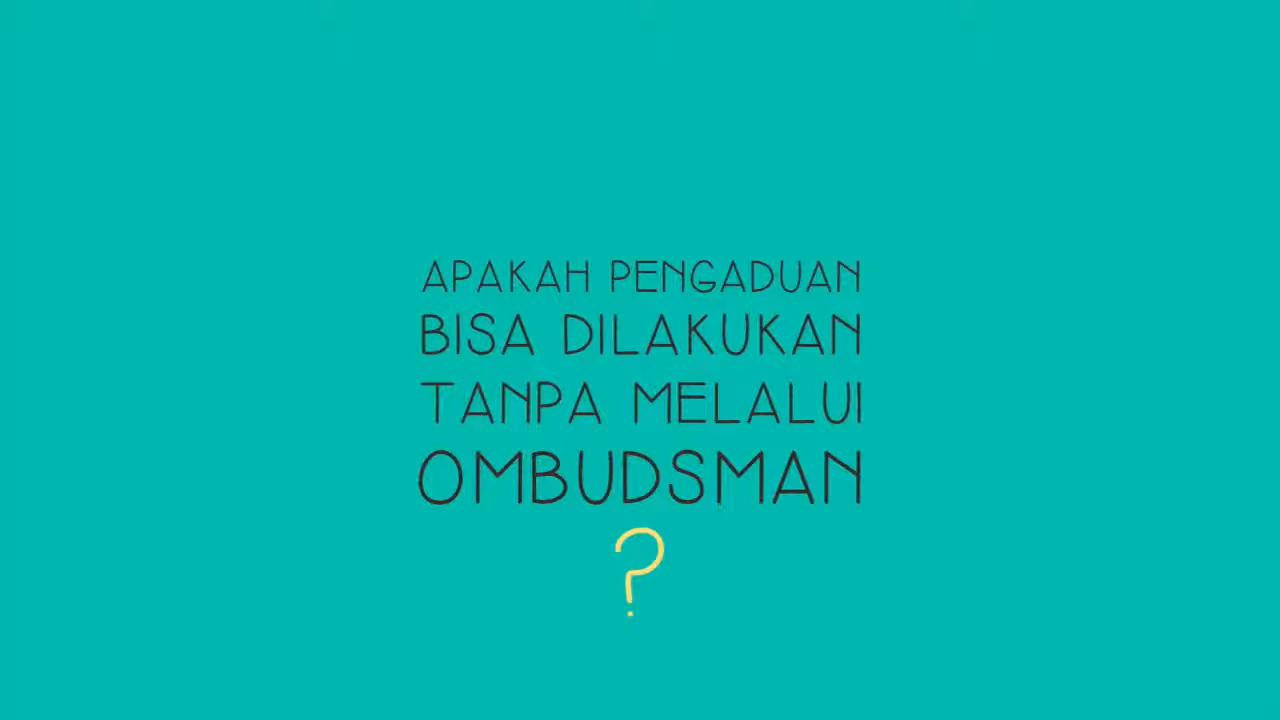 APAKAH PENGADUAN
BISA DILAKUKAN
TANPA MELALUI
OMBUDSMAN
?